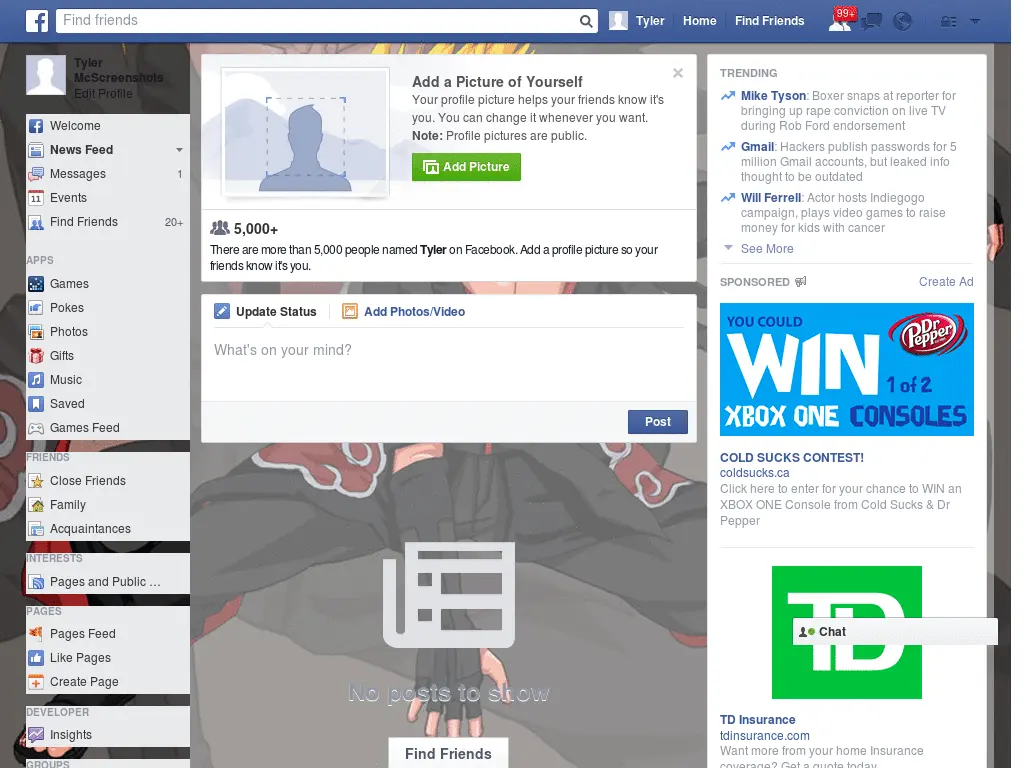 Find friends
Tyler
Home
Find Friends
99+
Tyler
McScreenshots
Edit Profile
Welcome
News Feed
Messages
1
Events
Find Friends
20+
APPS
Games
Pokes
Photos
Gifts
Music
Saved
Games Feed
FRIENDS
Close Friends
Family
Acquaintances
INTERESTS
Pages and Public ...
PAGES
Pages Feed
Like Pages
Create Page
DEVELOPER
Insights
GROUPS
Add a Picture of Yourself
Your profile picture helps your friends know it's
you. You can change it whenever you want.
Note: Profile pictures are public.
Add Picture
5,000+
There are more than 5,000 people named Tyler on Facebook. Add a profile picture so your
friends know it's you.
Update Status
Add Photos/Video
What's on your mind?
Post
No posts to show
Find Friends
TRENDING
Mike Tyson: Boxer snaps at reporter for
bringing up rape conviction on live TV
during Rob Ford endorsement
Gmail: Hackers publish passwords for 5
million Gmail accounts, but leaked info
thought to be outdated
Will Ferrell: Actor hosts Indiegogo
campaign, plays video games to raise
money for kids with cancer
See More
SPONSORED
Create Ad
YOU COULD
WIN
1 of 2
XBOX ONE CONSOLES
Dr Pepper
COLD SUCKS CONTEST!
coldsucks.ca
Click here to enter for your chance to WIN an
XBOX ONE Console from Cold Sucks & Dr
Pepper
TD
Chat
TD Insurance
tdinsurance.com
Want more from your home Insurance
coverage? Get a quote today